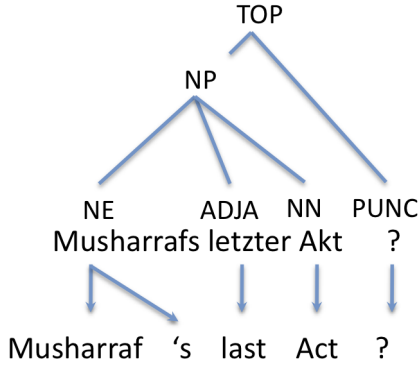 TOP
NP
NE ADJA NN PUNC
Musharrafs letzter Akt ?
Musharraf ‘s last Act ?